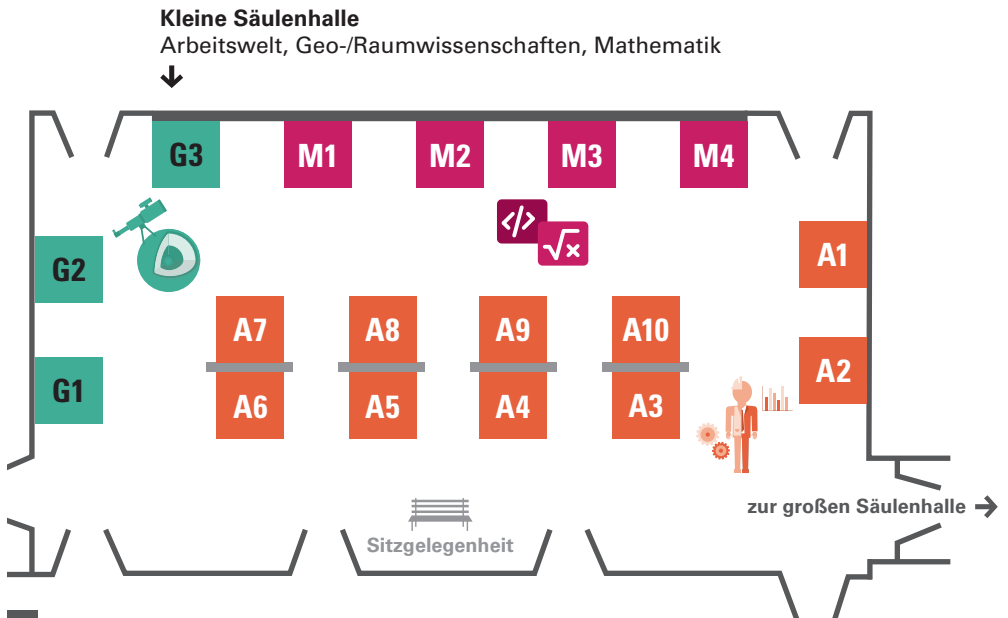 Kleine Säulenhalle
Arbeitswelt, Geo-/Raumwissenschaften, Mathematik
G3 M1 M2 M3 M4
</> √x
G2 A1
A7 A8 A9 A10
G1 A2
A6 A5 A4 A3
zur großen Säulenhalle →
Sitzgelegenheit